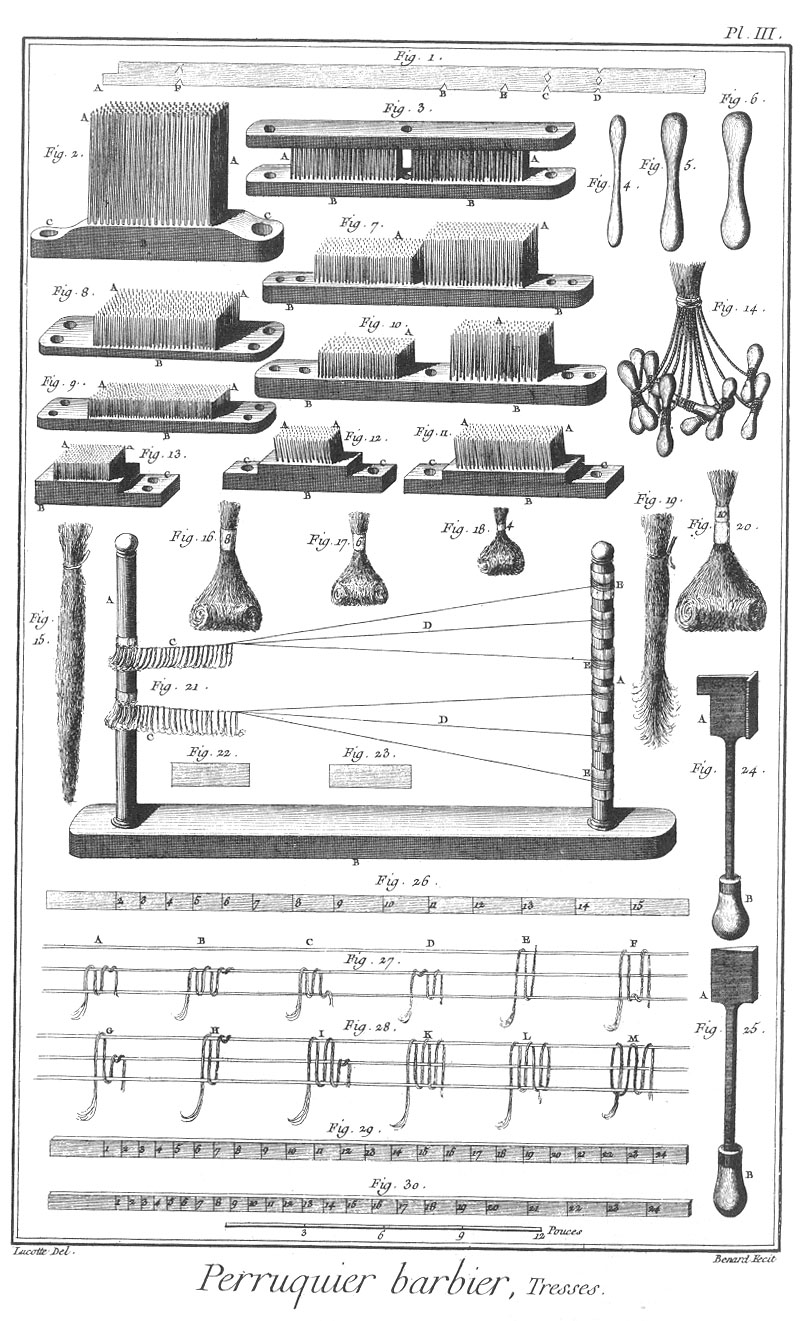 Pl. III.
Fig. 1.
A F B B C D
Fig. 2.
A A
C B C
Fig. 3.
A A
B B
Fig. 4.
Fig. 5.
Fig. 6.
Fig. 7.
A A
B B
Fig. 8.
A A
B
Fig. 9.
A A
B
Fig. 10.
A A
B B
Fig. 11.
A A
C C
B
Fig. 12.
A A
C C
B
Fig. 13.
A A
C
B
Fig. 14.
Fig. 15.
Fig. 16.
8
Fig. 17.
6
Fig. 18.
4
Fig. 19.
Fig. 20.
10
A B
C D
E A
Fig. 21.
C D
E
Fig. 22.
Fig. 23.
B
Fig. 24.
A
B
Fig. 25.
A
B
Fig. 26
2 3 4 5 6 7 8 9 10 11 12 13 14 15
A B C D E F
Fig. 27.
Fig. 28.
G H I K L M
Fig. 29.
1 2 3 4 5 6 7 8 9 10 11 12 13 14 15 16 17 18 19 20 21 22 23 24
Fig. 30.
1 2 3 4 5 6 7 8 9 10 11 12 13 14 15 16 17 18 19 20 21 22 23 24
3 6 9 12 Pouces
Lucotte Del.
Benard Fecit
Perruquier barbier, Tresses.